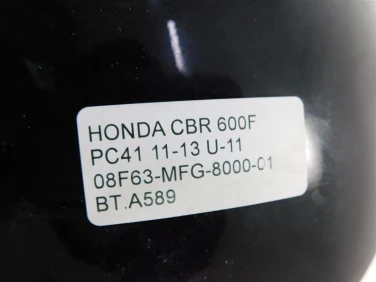 HONDA CBR 600F
PC41 11-13 U-11
08F63-MFG-8000-01
BT.A589